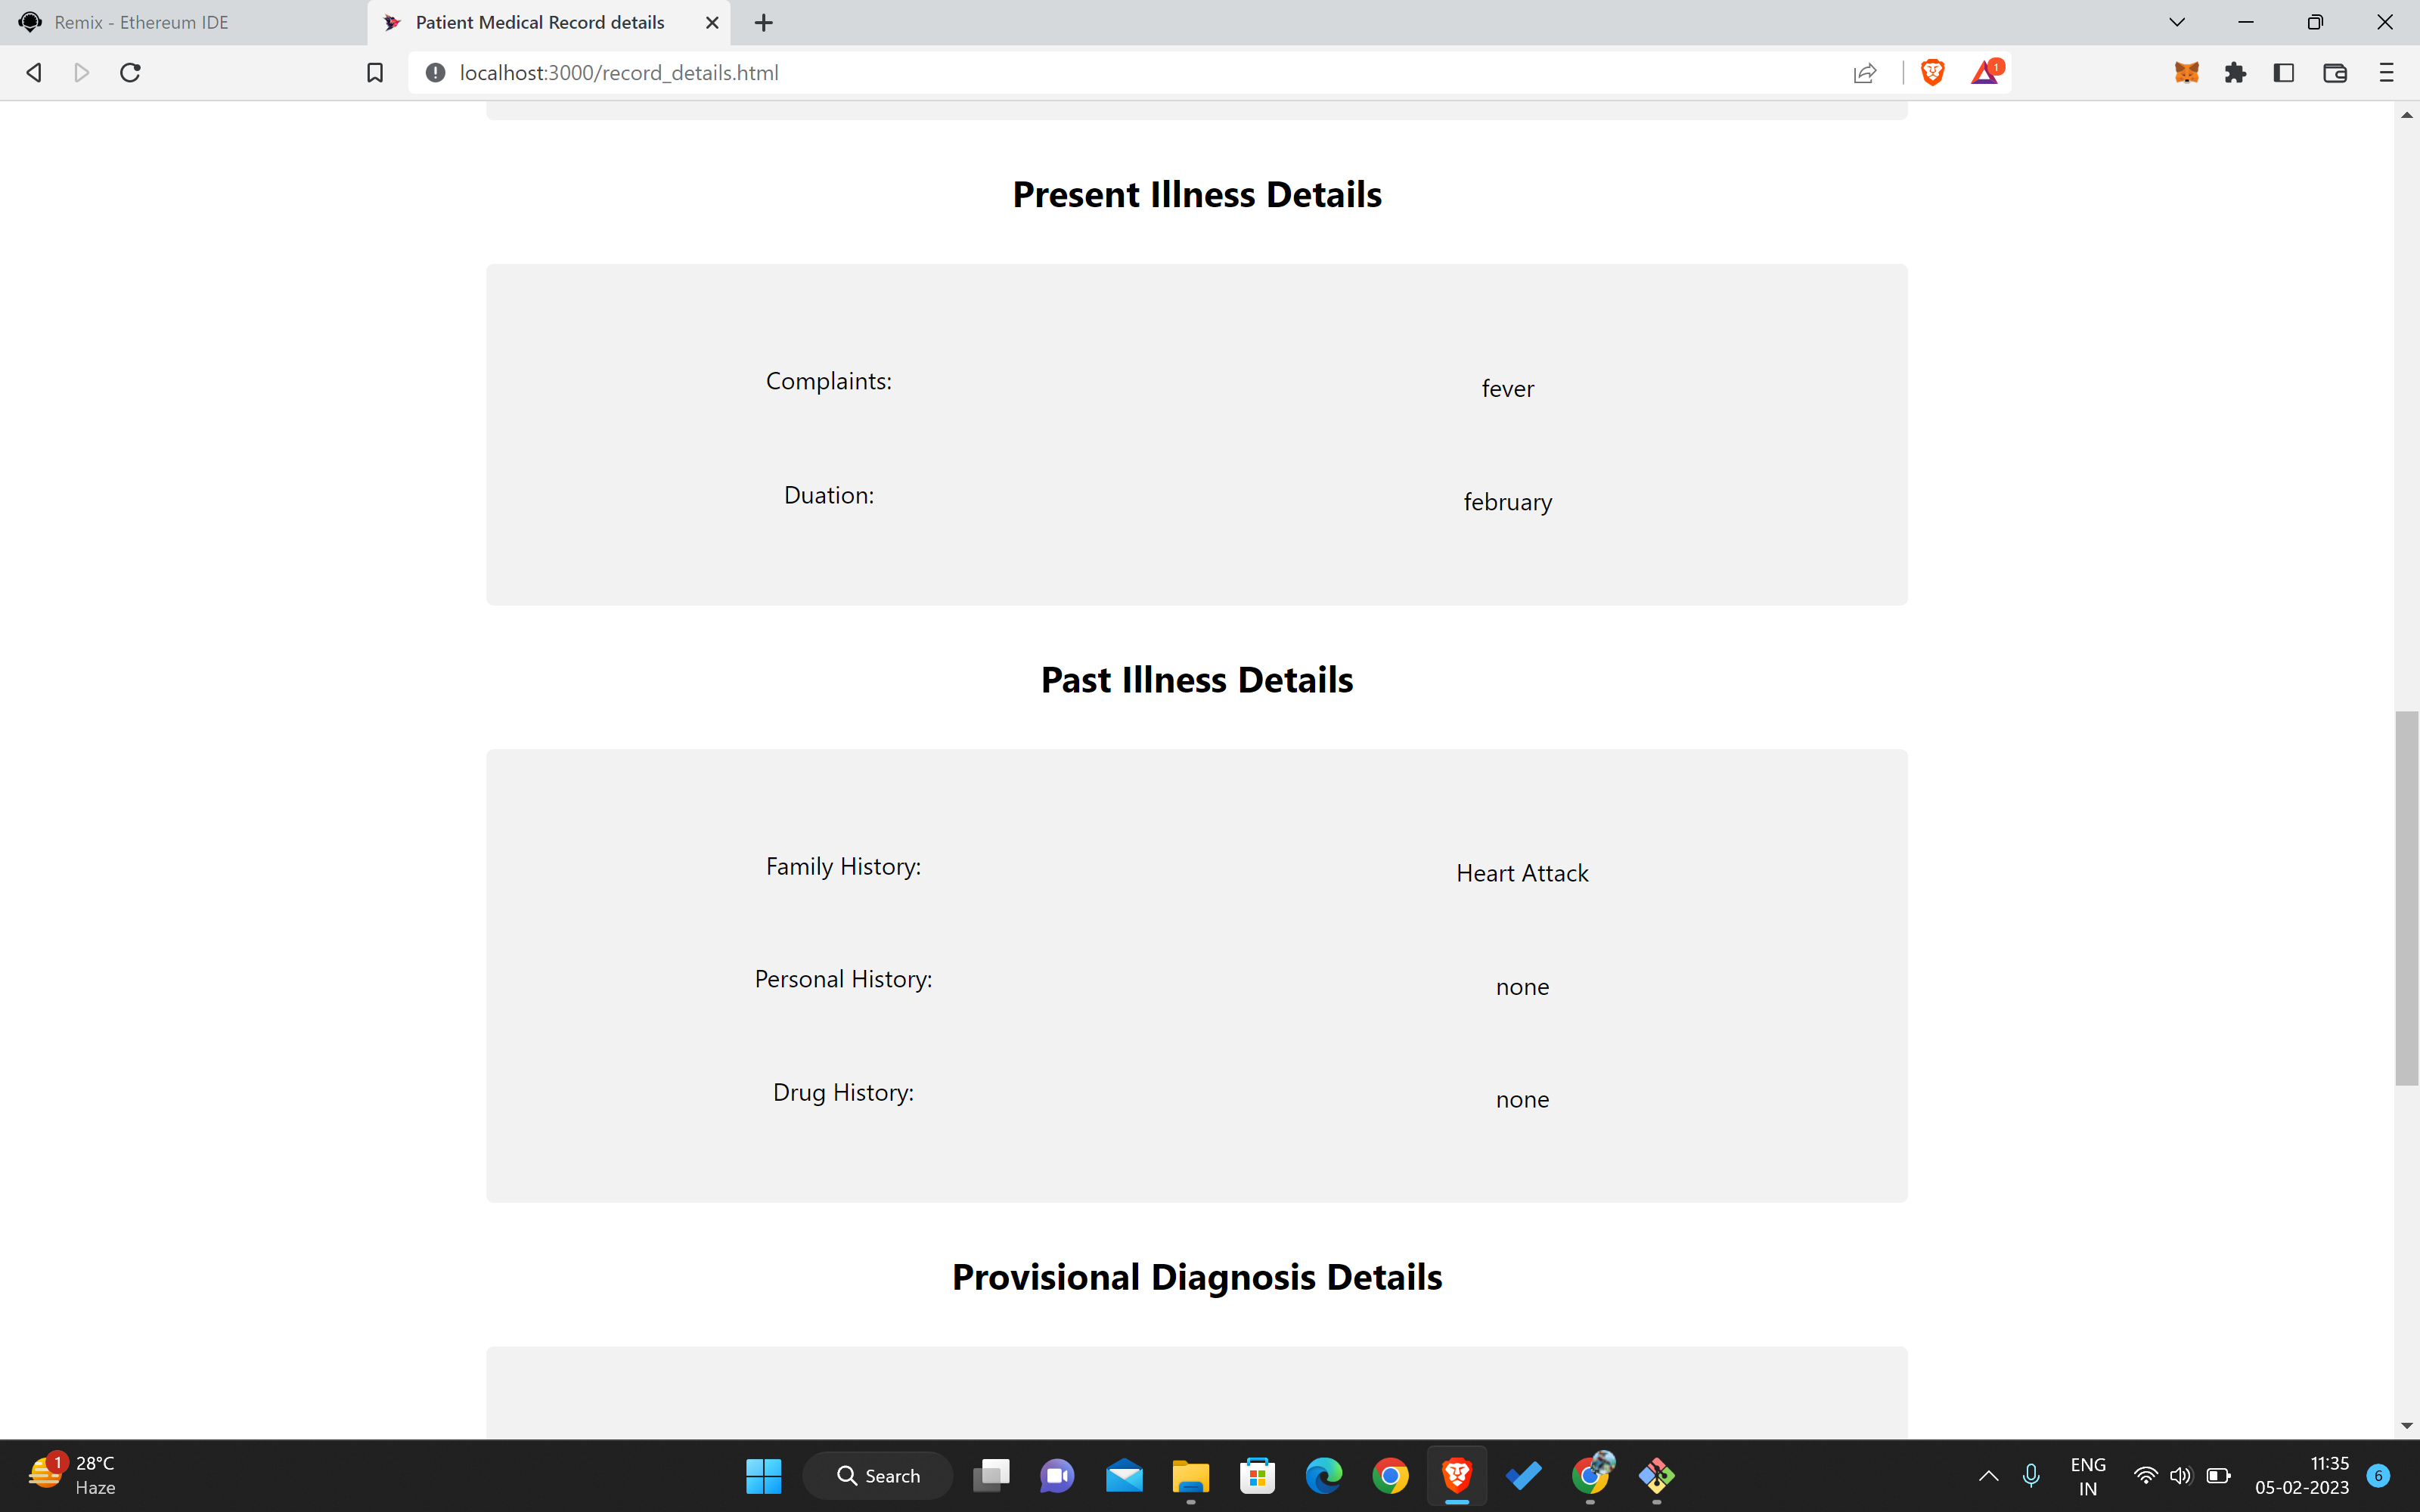 Remix - Ethereum IDE
Patient Medical Record details
localhost:3000/record_details.html
1
Present Illness Details
Complaints: fever
Duation: february
Past Illness Details
Family History: Heart Attack
Personal History: none
Drug History: none
Provisional Diagnosis Details
1
28°C
Haze
Search
ENG
IN
11:35
05-02-2023
6